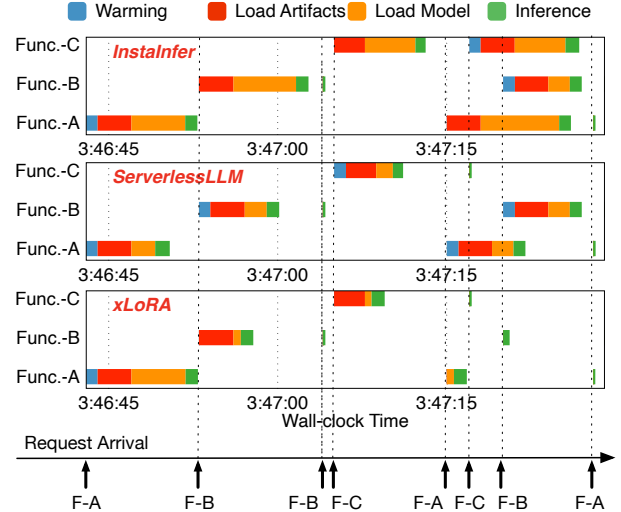 Warming Load Artifacts Load Model Inference
Func.-C InstaInfer
Func.-B
Func.-A
3:46:45 3:47:00 3:47:15
Func.-C ServerlessLLM
Func.-B
Func.-A
3:46:45 3:47:00 3:47:15
Func.-C xLoRA
Func.-B
Func.-A
3:46:45 3:47:00 3:47:15
Wall-clock Time
Request Arrival
F-A F-B F-B F-C F-A F-C F-B F-A